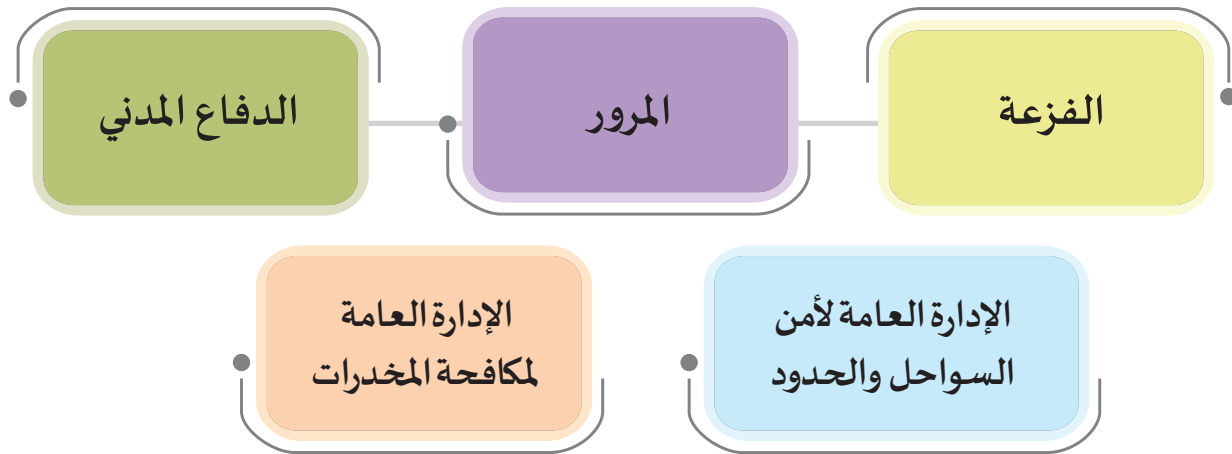 الفزعة
المرور
الدفاع المدني
الإدارة العامة لأمن
السواحل والحدود
الإدارة العامة
لمكافحة المخدرات